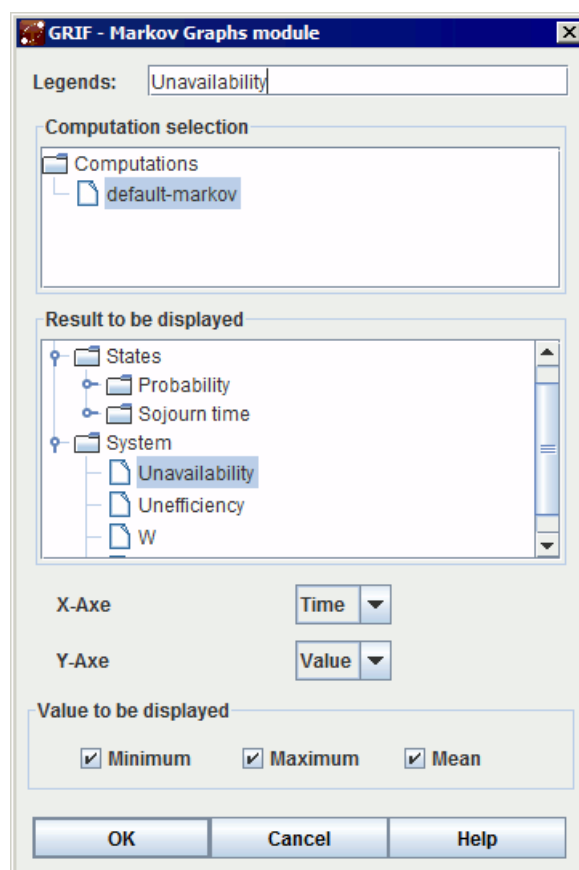 GRIF - Markov Graphs module
Legends: Unavailability
Computation selection
Computations
default-markov
Result to be displayed
States
Probability
Sojourn time
System
Unavailability
Unefficiency
W
X-Axe Time
Y-Axe Value
Value to be displayed
Minimum Maximum Mean
OK Cancel Help